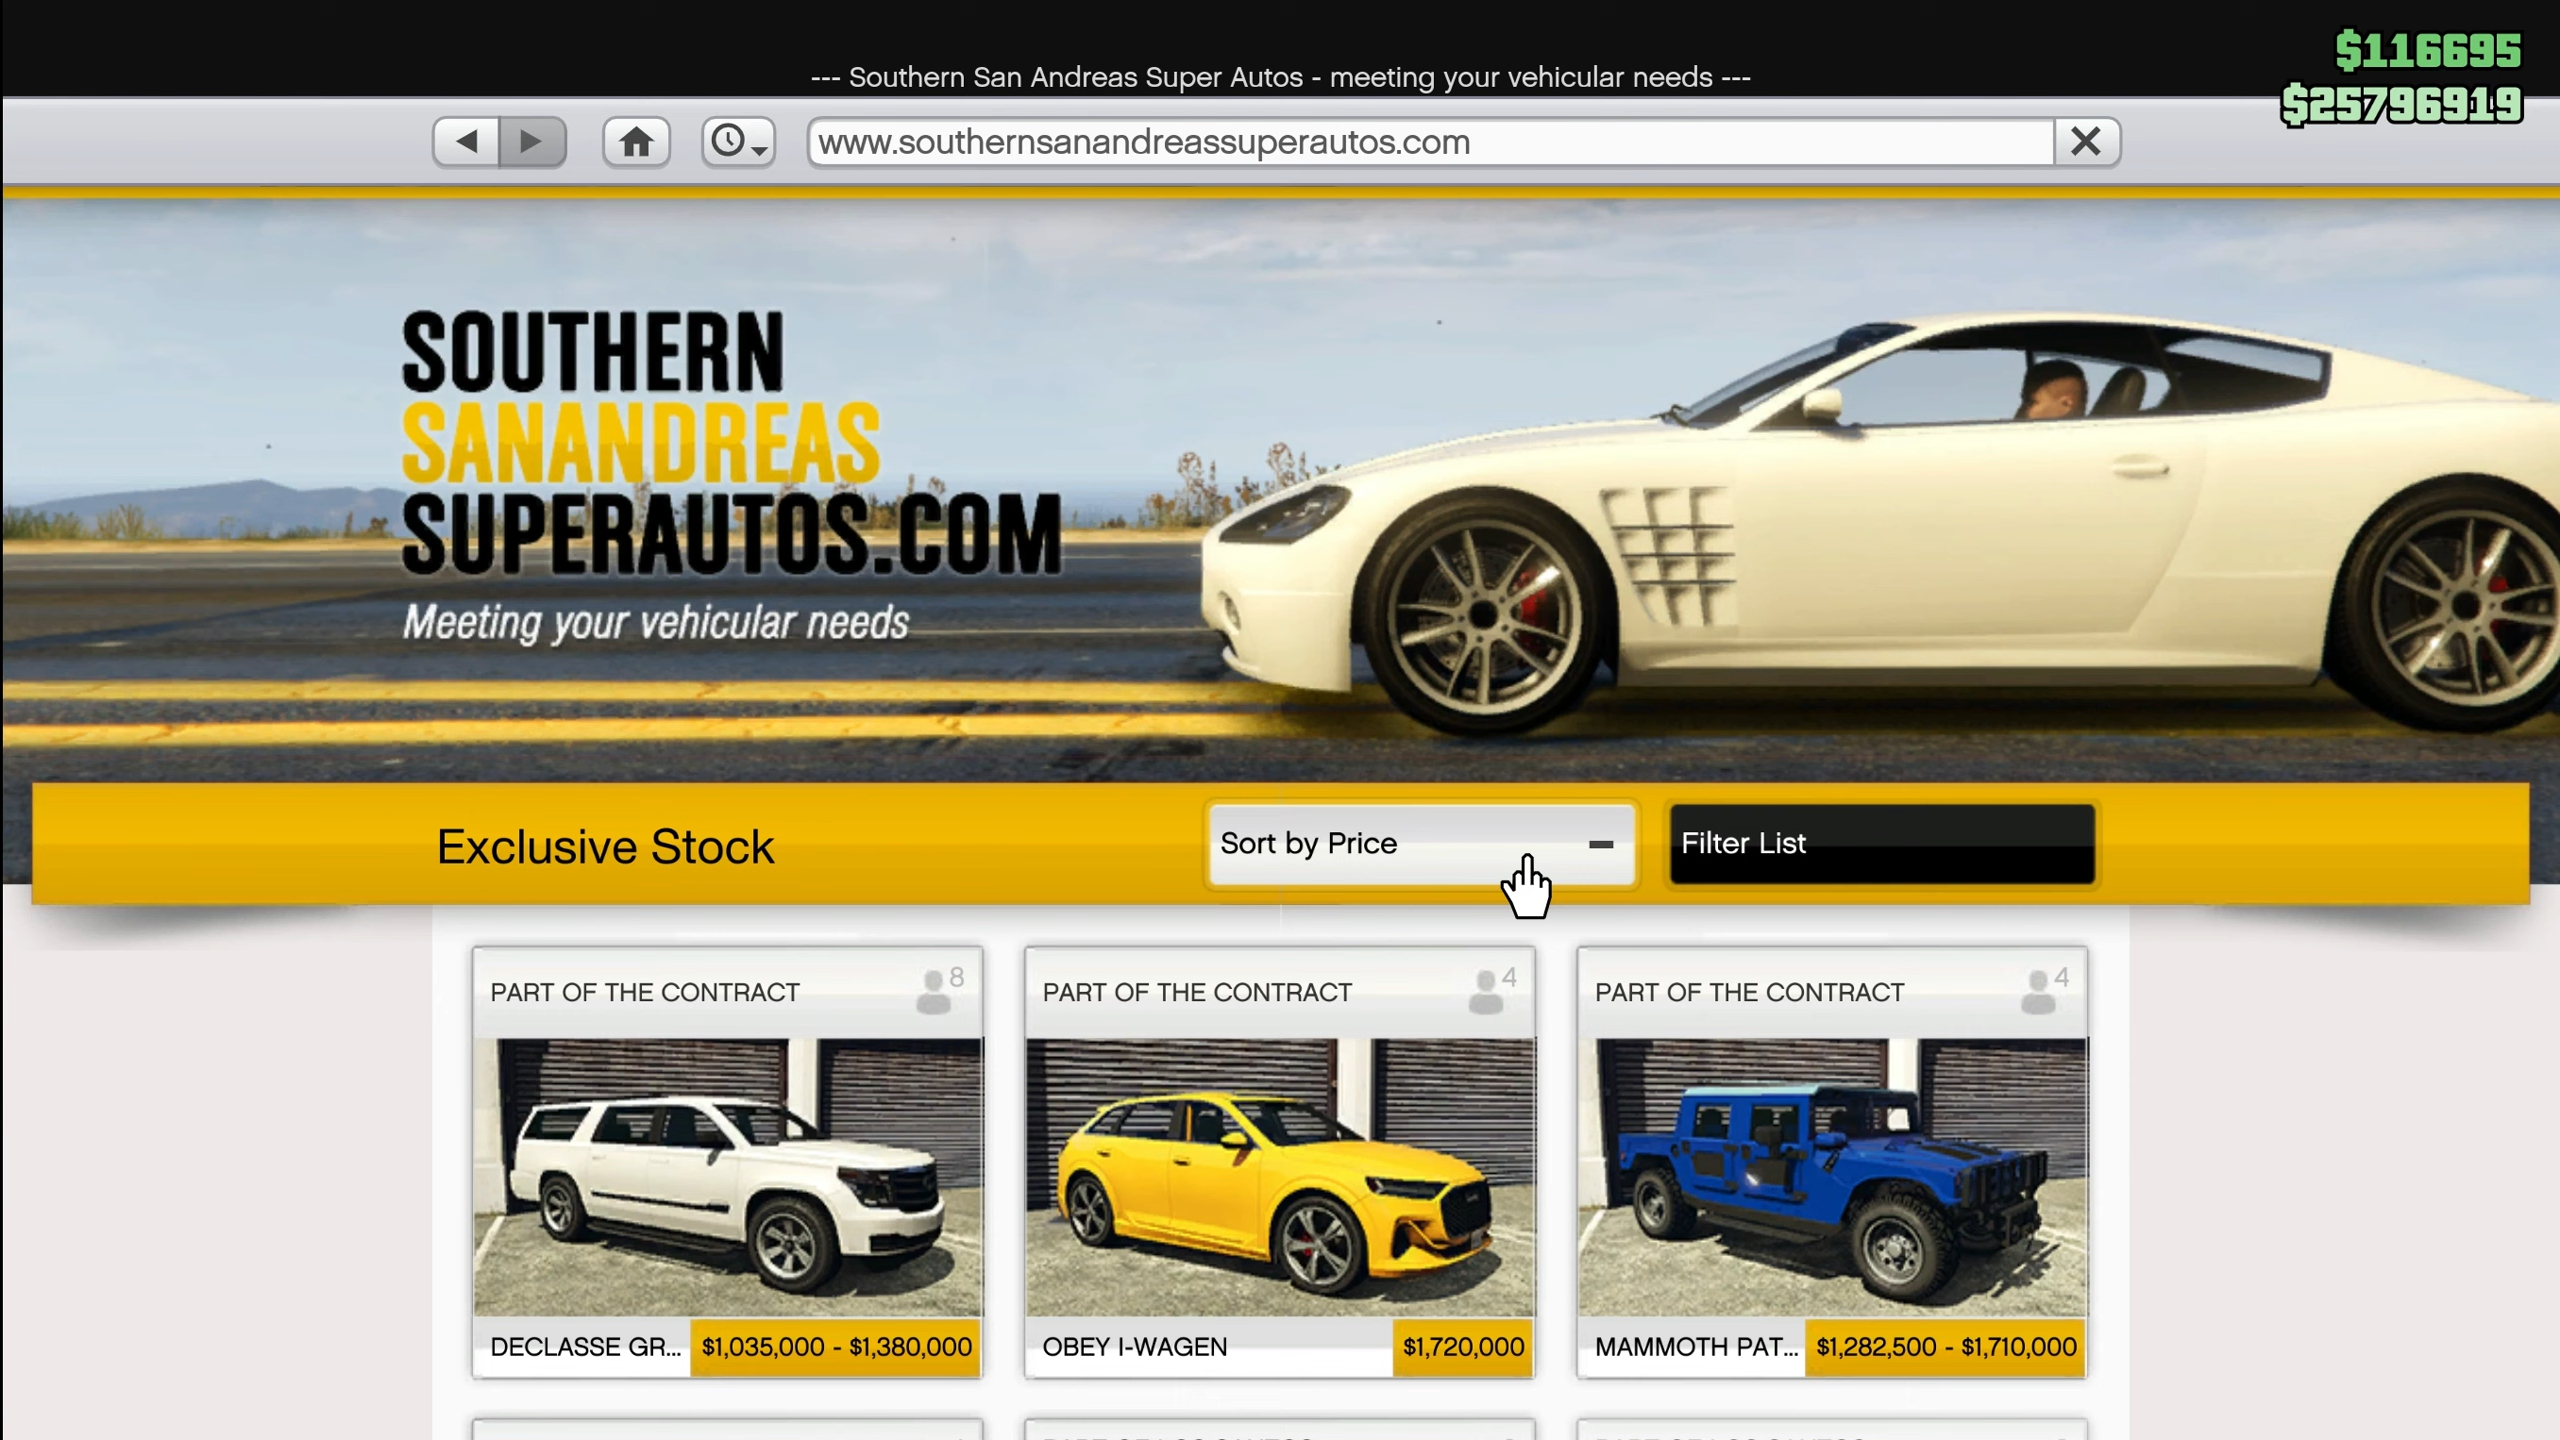 --- Southern San Andreas Super Autos - meeting your vehicular needs ---
$116695
$25796919
www.southernsanandreassuperautos.com
SOUTHERN
SANANDREAS
SUPERAUTOS.COM
Meeting your vehicular needs
Exclusive Stock
Sort by Price
Filter List
PART OF THE CONTRACT
8
PART OF THE CONTRACT
4
PART OF THE CONTRACT
4
DECLASSE GR...
$1,035,000 - $1,380,000
OBEY I-WAGEN
$1,720,000
MAMMOTH PAT...
$1,282,500 - $1,710,000